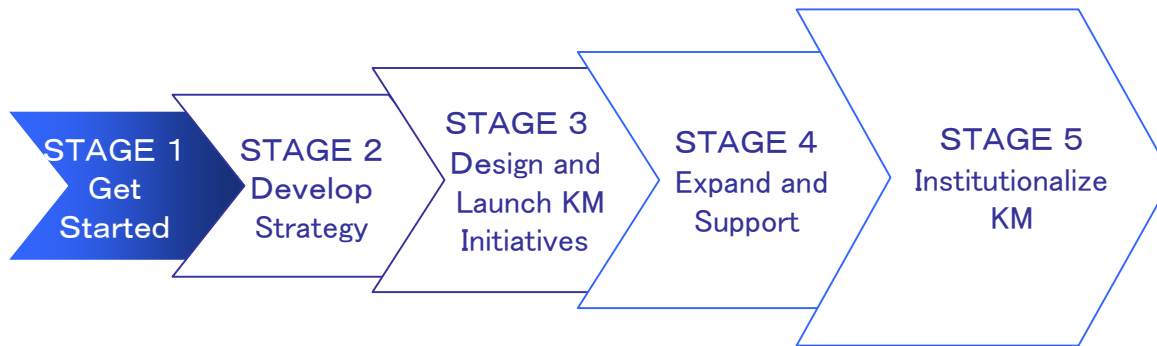 STAGE 1
Get
Started
STAGE 2
Develop
Strategy
STAGE 3
Design and
Launch KM
Initiatives
STAGE 4
Expand and
Support
STAGE 5
Institutionalize
KM